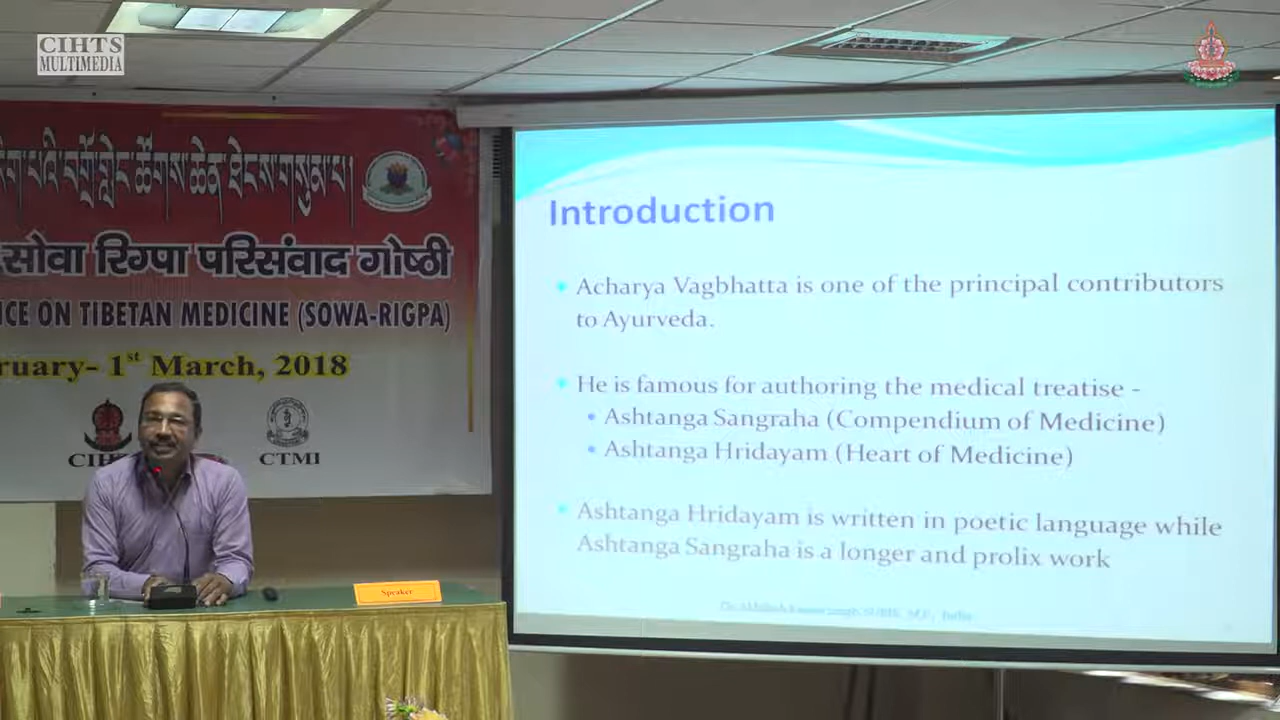 CIHTS
MULTIMEDIA
སོवा
सोवा रिग्पा परिसंवाद गोष्ठी
ICE ON TIBETAN MEDICINE (SOWA-RIGPA)
ruary- 1st March, 2018
CIH
CTMI
Speaker
Introduction
Acharya Vagbhatta is one of the principal contributors
to Ayurveda.
He is famous for authoring the medical treatise -
Ashtanga Sangraha (Compendium of Medicine)
Ashtanga Hridayam (Heart of Medicine)
Ashtanga Hridayam is written in poetic language while
Ashtanga Sangraha is a longer and prolix work